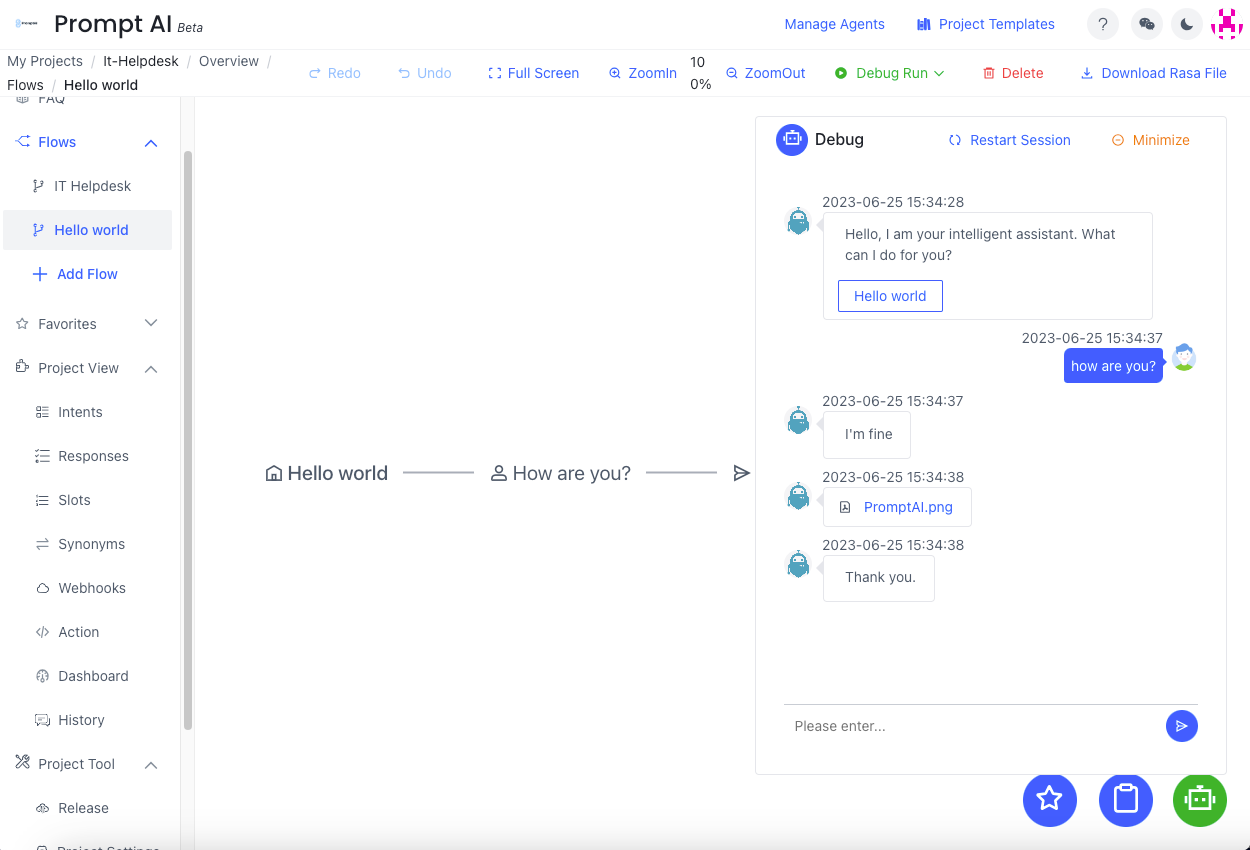 Prompt AI Beta
Manage Agents
Project Templates
?
My Projects / It-Helpdesk / Overview /
Flows / Hello world
Redo
Undo
Full Screen
ZoomIn
10
0%
ZoomOut
Debug Run
Delete
Download Rasa File
FAQ
Flows
IT Helpdesk
Hello world
Add Flow
Favorites
Project View
Intents
Responses
Slots
Synonyms
Webhooks
Action
Dashboard
History
Project Tool
Release
Project Settings
Hello world
How are you?
Debug
Restart Session
Minimize
2023-06-25 15:34:28
Hello, I am your intelligent assistant. What
can I do for you?
Hello world
2023-06-25 15:34:37
how are you?
2023-06-25 15:34:37
I'm fine
2023-06-25 15:34:38
PromptAI.png
2023-06-25 15:34:38
Thank you.
Please enter...